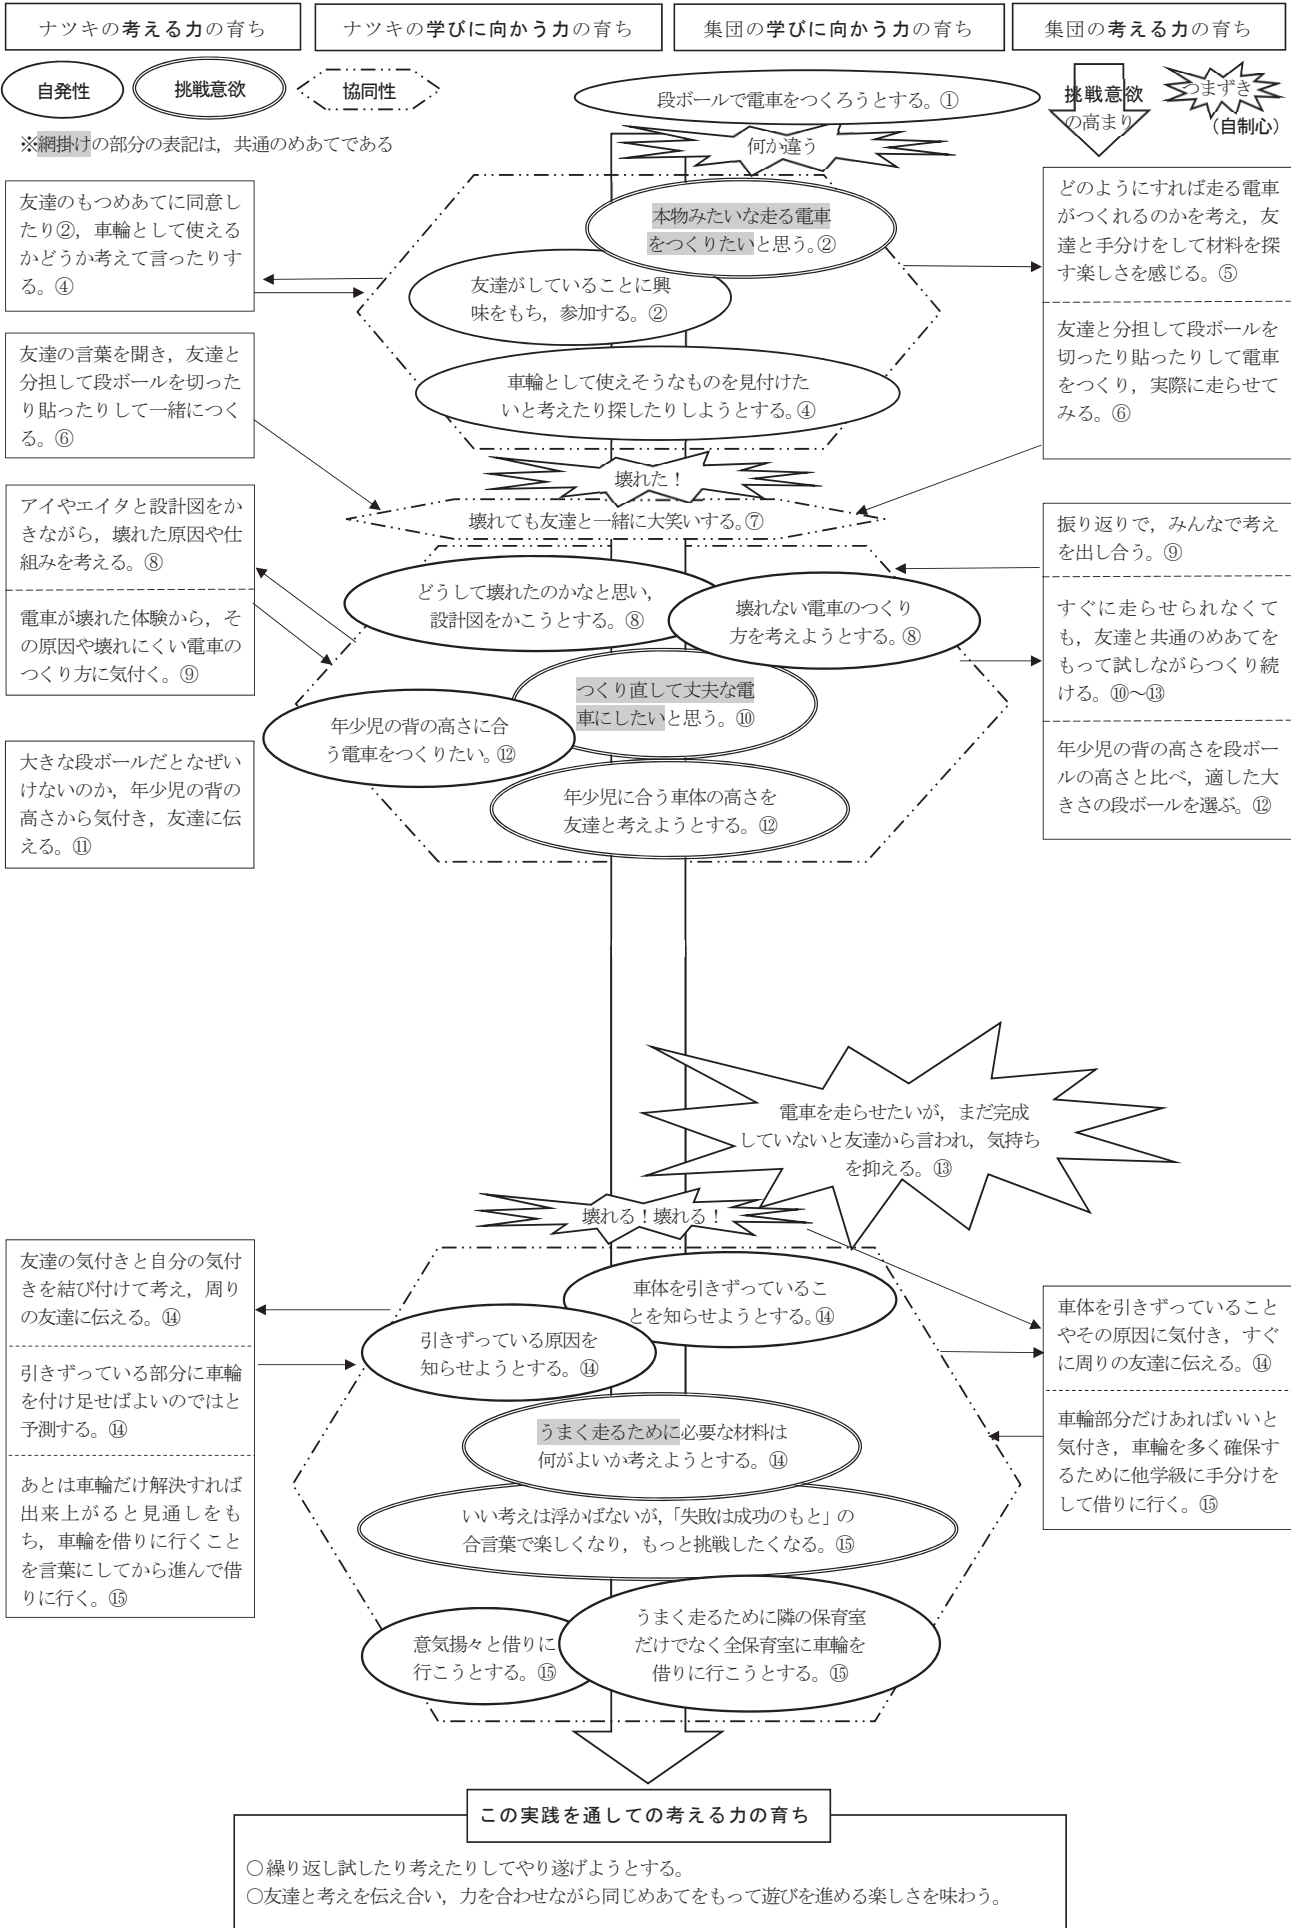 ナツキの考える力の育ち
ナツキの学びに向かう力の育ち
集団の学びに向かう力の育ち
集団の考える力の育ち
自発性
挑戦意欲
協同性
段ボールで電車をつくろうとする。①
挑戦意欲
の高まり
つまずき
（自制心）
※網掛けの部分の表記は，共通のめあてである
何か違う
友達のもつめあてに同意し
たり②，車輪として使える
かどうか考えて言ったりす
る。④
本物みたいな走る電車
をつくりたいと思う。②
友達がしていることに興
味をもち，参加する。②
車輪として使えそうなものを見付けた
いと考えたり探したりしようとする。④
どのようにすれば走る電車
がつくれるのかを考え，友
達と手分けをして材料を探
す楽しさを感じる。⑤
友達と分担して段ボールを
切ったり貼ったりして電車
をつくり，実際に走らせて
みる。⑥
友達の言葉を聞き，友達と
分担して段ボールを切った
り貼ったりして一緒につく
る。⑥
壊れた！
壊れても友達と一緒に大笑いする。⑦
アイやエイタと設計図をか
きながら，壊れた原因や仕
組みを考える。⑧
電車が壊れた体験から，そ
の原因や壊れにくい電車の
つくり方に気付く。⑨
どうして壊れたのかなと思い，
設計図をかこうとする。⑧
壊れない電車のつくり
方を考えようとする。⑧
つくり直して丈夫な電
車にしたいと思う。⑩
年少児の背の高さに合
う電車をつくりたい。⑫
年少児に合う車体の高さを
友達と考えようとする。⑫
振り返りで，みんなで考え
を出し合う。⑨
すぐに走らせられなくて
も，友達と共通のめあてを
もって試しながらつくり続
ける。⑩～⑬
年少児の背の高さを段ボー
ルの高さと比べ，適した大
きさの段ボールを選ぶ。⑫
大きな段ボールだとなぜい
けないのか，年少児の背の
高さから気付き，友達に伝
える。⑪
電車を走らせたいが，まだ完成
していないと友達から言われ，気持ち
を抑える。⑬
壊れる！壊れる！
友達の気付きと自分の気付
きを結び付けて考え，周り
の友達に伝える。⑭
引きずっている部分に車輪
を付け足せばよいのではと
予測する。⑭
あとは車輪だけ解決すれば
出来上がると見通しをも
ち，車輪を借りに行くこと
を言葉にしてから進んで借
りに行く。⑮
車体を引きずっているこ
とを知らせようとする。⑭
引きずっている原因を
知らせようとする。⑭
うまく走るために必要な材料は
何がよいか考えようとする。⑭
いい考えは浮かばないが，「失敗は成功のもと」の
合言葉で楽しくなり，もっと挑戦したくなる。⑮
意気揚々と借りに
行こうとする。⑮
うまく走るために隣の保育室
だけでなく全保育室に車輪を
借りに行こうとする。⑮
車体を引きずっていること
やその原因に気付き，すぐ
に周りの友達に伝える。⑭
車輪部分だけあればいいと
気付き，車輪を多く確保す
るために他学級に手分けを
して借りに行く。⑮
この実践を通しての考える力の育ち
○繰り返し試したり考えたりしてやり遂げようとする。
○友達と考えを伝え合い，力を合わせながら同じめあてをもって遊びを進める楽しさを味わう。